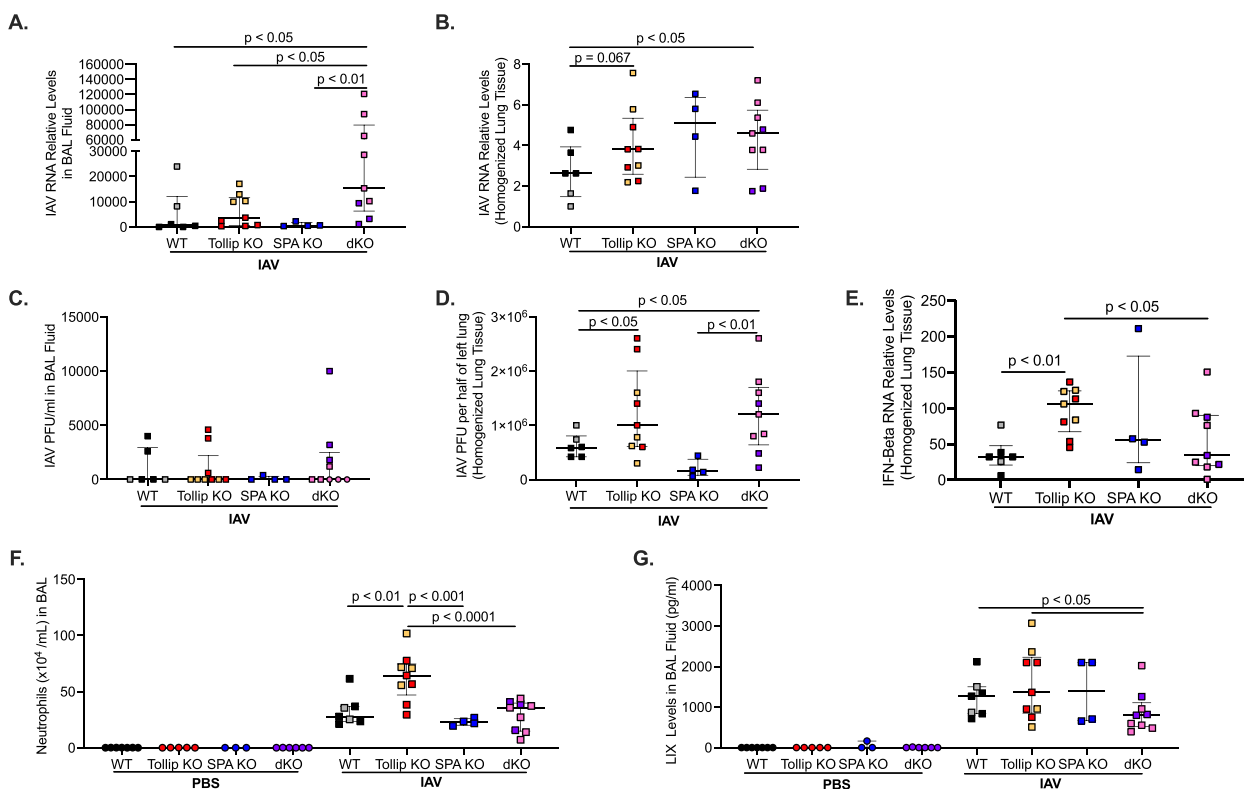 A.
p < 0.05
p < 0.05
p < 0.01
IAV RNA Relative Levels
in BAL Fluid
160000
140000
120000
100000
80000
60000
30000
20000
10000
0
WT Tollip KO SPA KO dKO
IAV
B.
p < 0.05
p = 0.067
IAV RNA Relative Levels
(Homogenized Lung Tissue)
8
6
4
2
0
WT Tollip KO SPA KO dKO
IAV
C.
IAV PFU/ml in BAL Fluid
15000
10000
5000
0
WT Tollip KO SPA KO dKO
IAV
D.
p < 0.05
p < 0.05
p < 0.01
IAV PFU per half of left lung
(Homogenized Lung Tissue)
3×10⁶
2×10⁶
1×10⁶
0
WT Tollip KO SPA KO dKO
IAV
E.
p < 0.05
p < 0.01
IFN-Beta RNA Relative Levels
(Homogenized Lung Tissue)
250
200
150
100
50
0
WT Tollip KO SPA KO dKO
IAV
F.
p < 0.01 p < 0.001
p < 0.0001
Neutrophils (x10⁴ /mL) in BAL
150
100
50
0
WT Tollip KO SPA KO dKO WT Tollip KO SPA KO dKO
PBS IAV
G.
p < 0.05
LIX Levels in BAL Fluid (pg/ml)
4000
3000
2000
1000
0
WT Tollip KO SPA KO dKO WT Tollip KO SPA KO dKO
PBS IAV